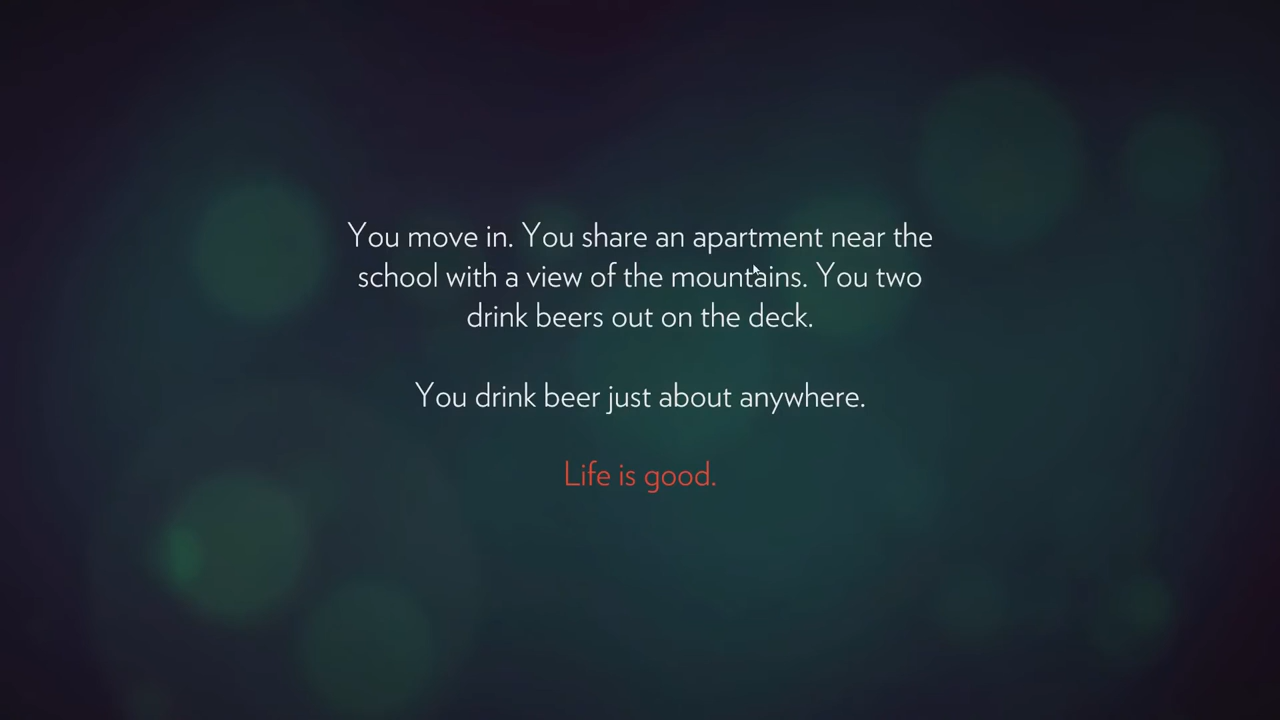 You move in. You share an apartment near the
school with a view of the mountains. You two
drink beers out on the deck.
You drink beer just about anywhere.
Life is good.